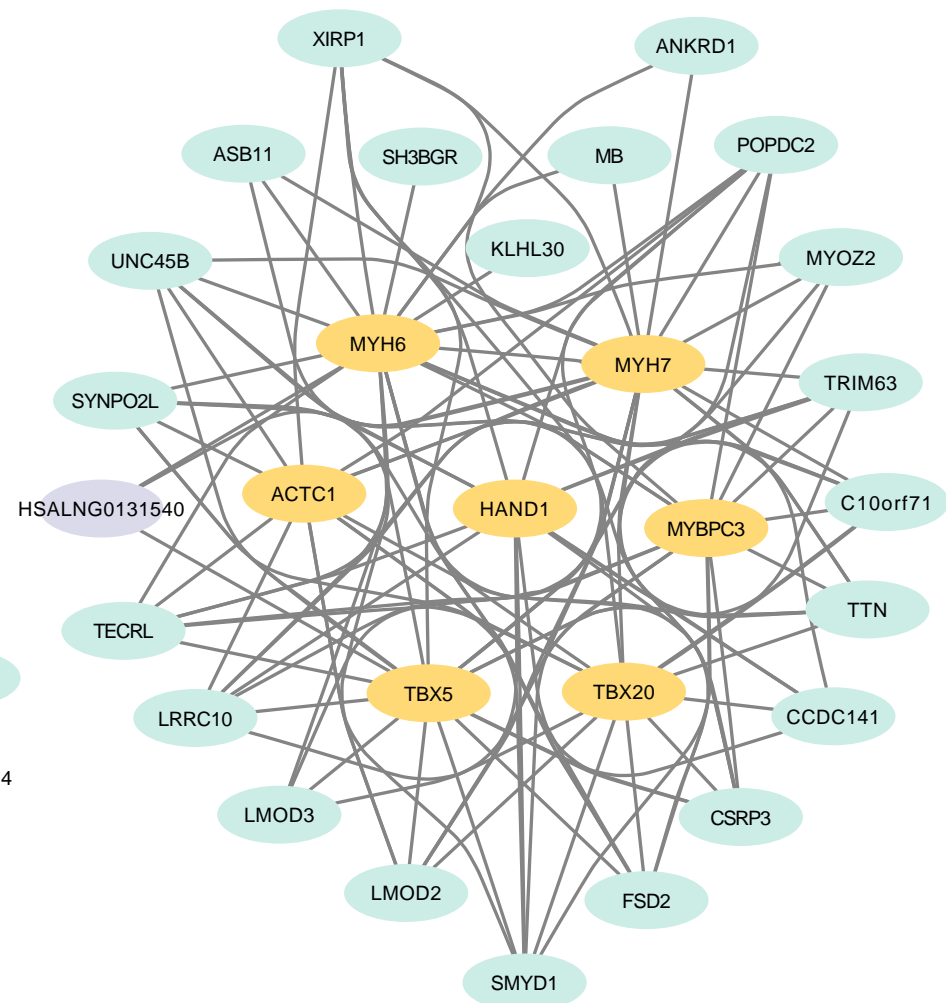 XIRP1
ANKRD1
ASB11
SH3BGR
MB
POPDC2
UNC45B
KLHL30
MYOZ2
MYH6
MYH7
SYNPO2L
TRIM63
HSALNG0131540
ACTC1
HAND1
MYBPC3
C10orf71
TECRL
TTN
TBX5
TBX20
LRRC10
CCDC141
4
LMOD3
CSRP3
LMOD2
FSD2
SMYD1